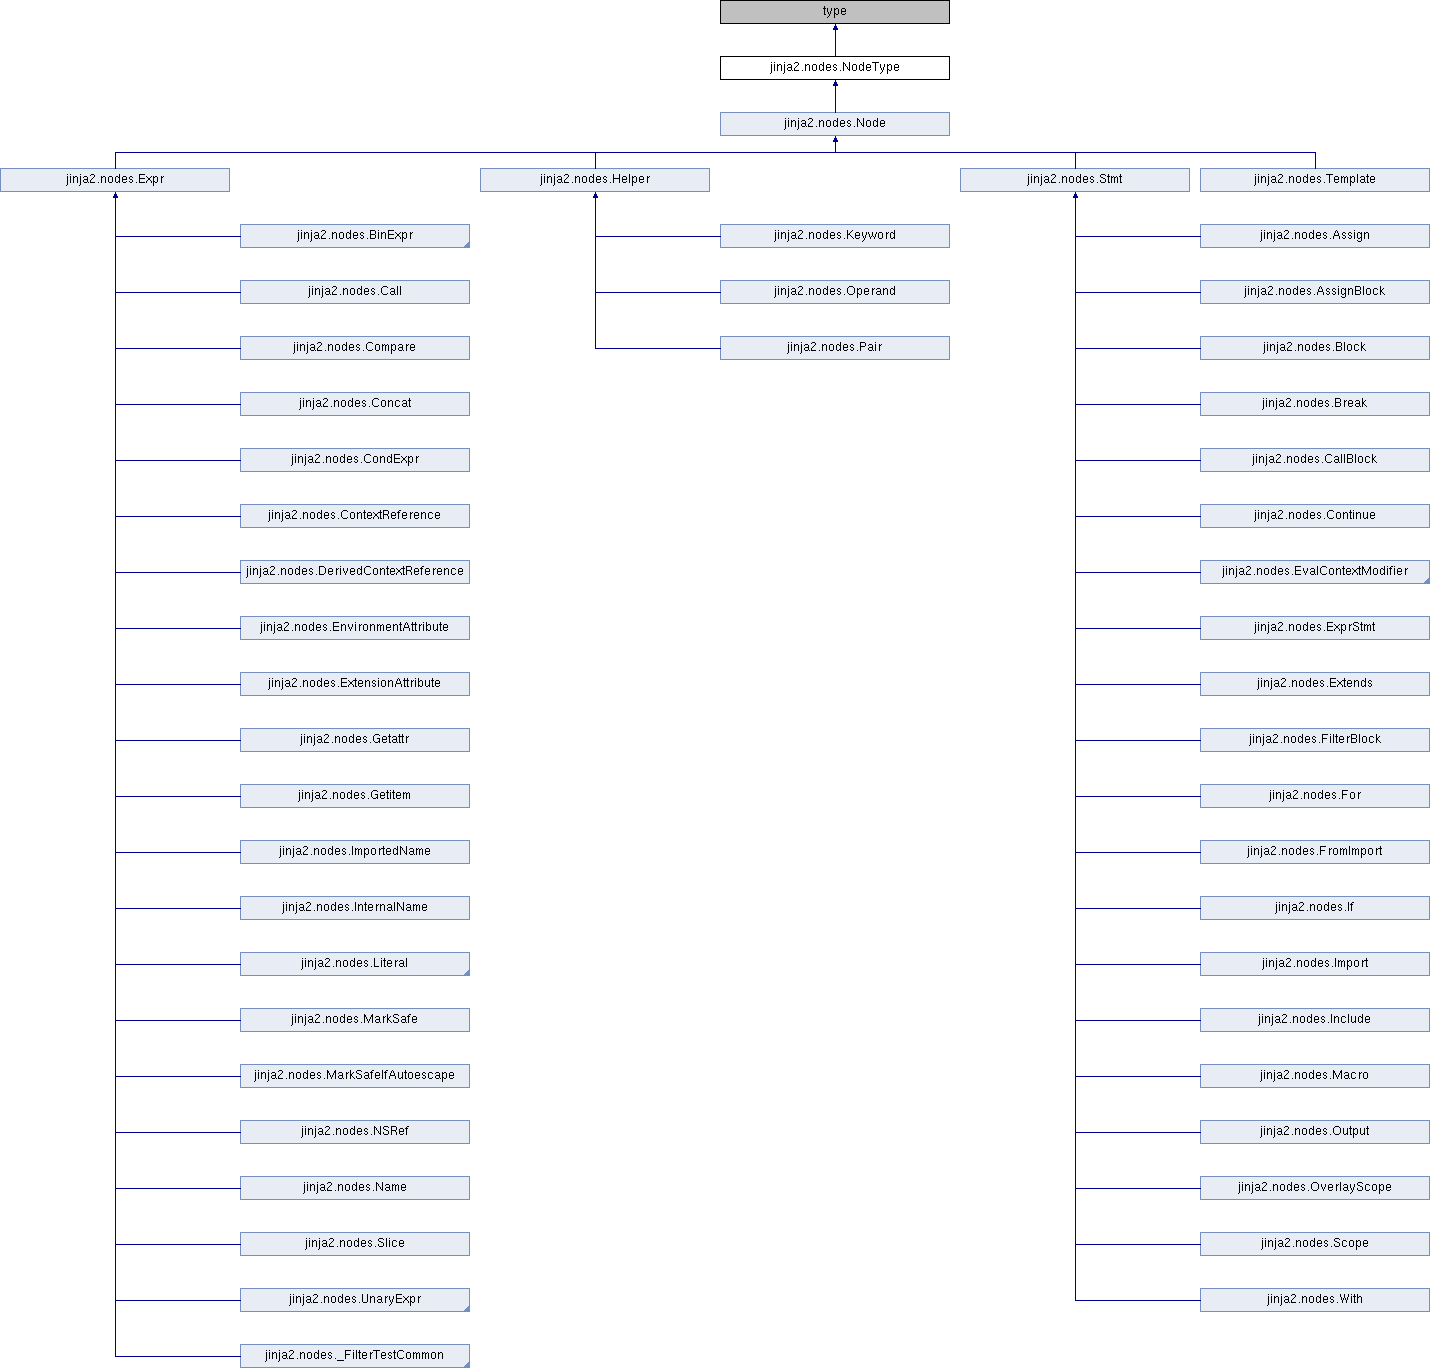 type
jinja2.nodes.NodeType
jinja2.nodes.Node
jinja2.nodes.Expr
jinja2.nodes.Helper
jinja2.nodes.Stmt
jinja2.nodes.Template
jinja2.nodes.BinExpr
jinja2.nodes.Keyword
jinja2.nodes.Assign
jinja2.nodes.Call
jinja2.nodes.Operand
jinja2.nodes.AssignBlock
jinja2.nodes.Compare
jinja2.nodes.Pair
jinja2.nodes.Block
jinja2.nodes.Concat
jinja2.nodes.Break
jinja2.nodes.CondExpr
jinja2.nodes.CallBlock
jinja2.nodes.ContextReference
jinja2.nodes.Continue
jinja2.nodes.DerivedContextReference
jinja2.nodes.EvalContextModifier
jinja2.nodes.EnvironmentAttribute
jinja2.nodes.ExprStmt
jinja2.nodes.ExtensionAttribute
jinja2.nodes.Extends
jinja2.nodes.Getattr
jinja2.nodes.FilterBlock
jinja2.nodes.Getitem
jinja2.nodes.For
jinja2.nodes.ImportedName
jinja2.nodes.FromImport
jinja2.nodes.InternalName
jinja2.nodes.If
jinja2.nodes.Literal
jinja2.nodes.Import
jinja2.nodes.MarkSafe
jinja2.nodes.Include
jinja2.nodes.MarkSafeIfAutoescape
jinja2.nodes.Macro
jinja2.nodes.NSRef
jinja2.nodes.Output
jinja2.nodes.Name
jinja2.nodes.OverlayScope
jinja2.nodes.Slice
jinja2.nodes.Scope
jinja2.nodes.UnaryExpr
jinja2.nodes.With
jinja2.nodes._FilterTestCommon